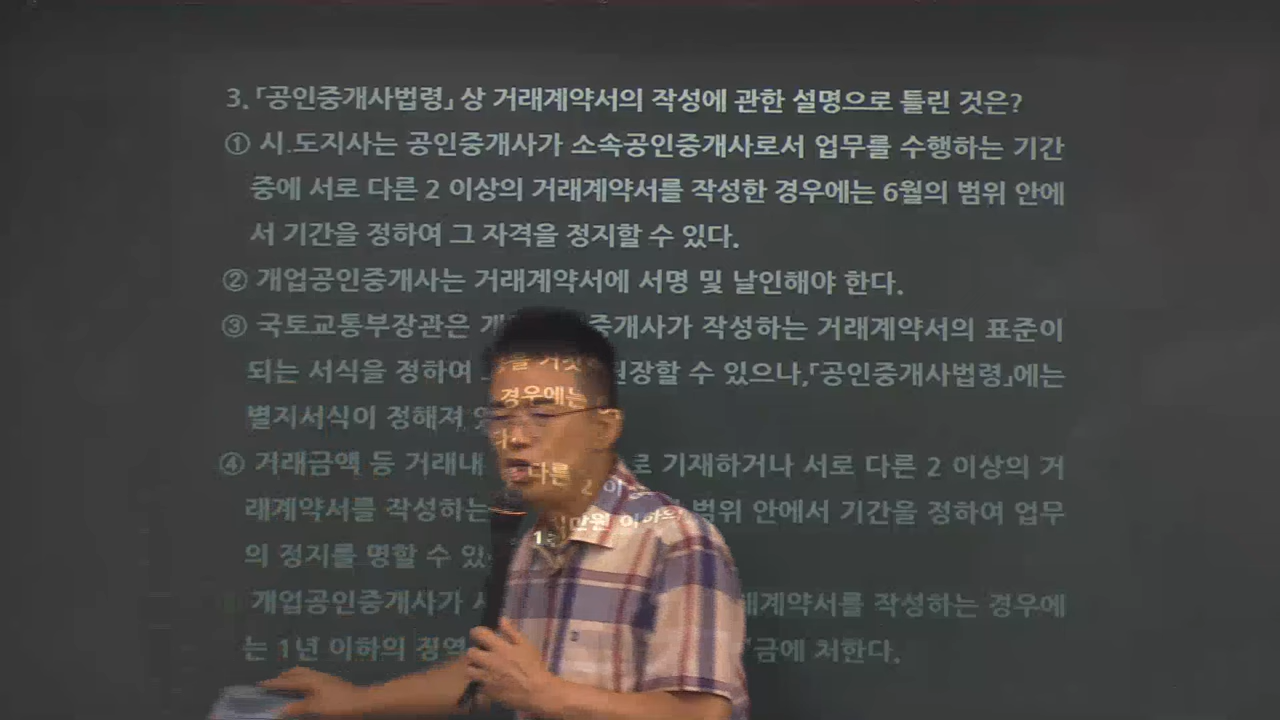 3. 「공인중개사법령」 상 거래계약서의 작성에 관한 설명으로 틀린 것은?
① 시.도지사는 공인중개사가 소속공인중개사로서 업무를 수행하는 기간
중에 서로 다른 2 이상의 거래계약서를 작성한 경우에는 6월의 범위 안에
서 기간을 정하여 그 자격을 정지할 수 있다.
② 개업공인중개사는 거래계약서에 서명 및 날인해야 한다.
③ 국토교통부장관은 중개사가 작성하는 거래계약서의 표준이
되는 서식을 정하여 수 있으나,「공인중개사법령」에는
별지서식이 정해져
④ 거래금액 등 기재하거나 서로 다른 2 이상의 거
래계약서를 작성하는 범위 안에서 기간을 정하여 업무
의 정지를 명할 수
개업공인중개사가 작성하는 경우에
는 1년 이하의 징역 처한다.
경우에는
다른 2
만원